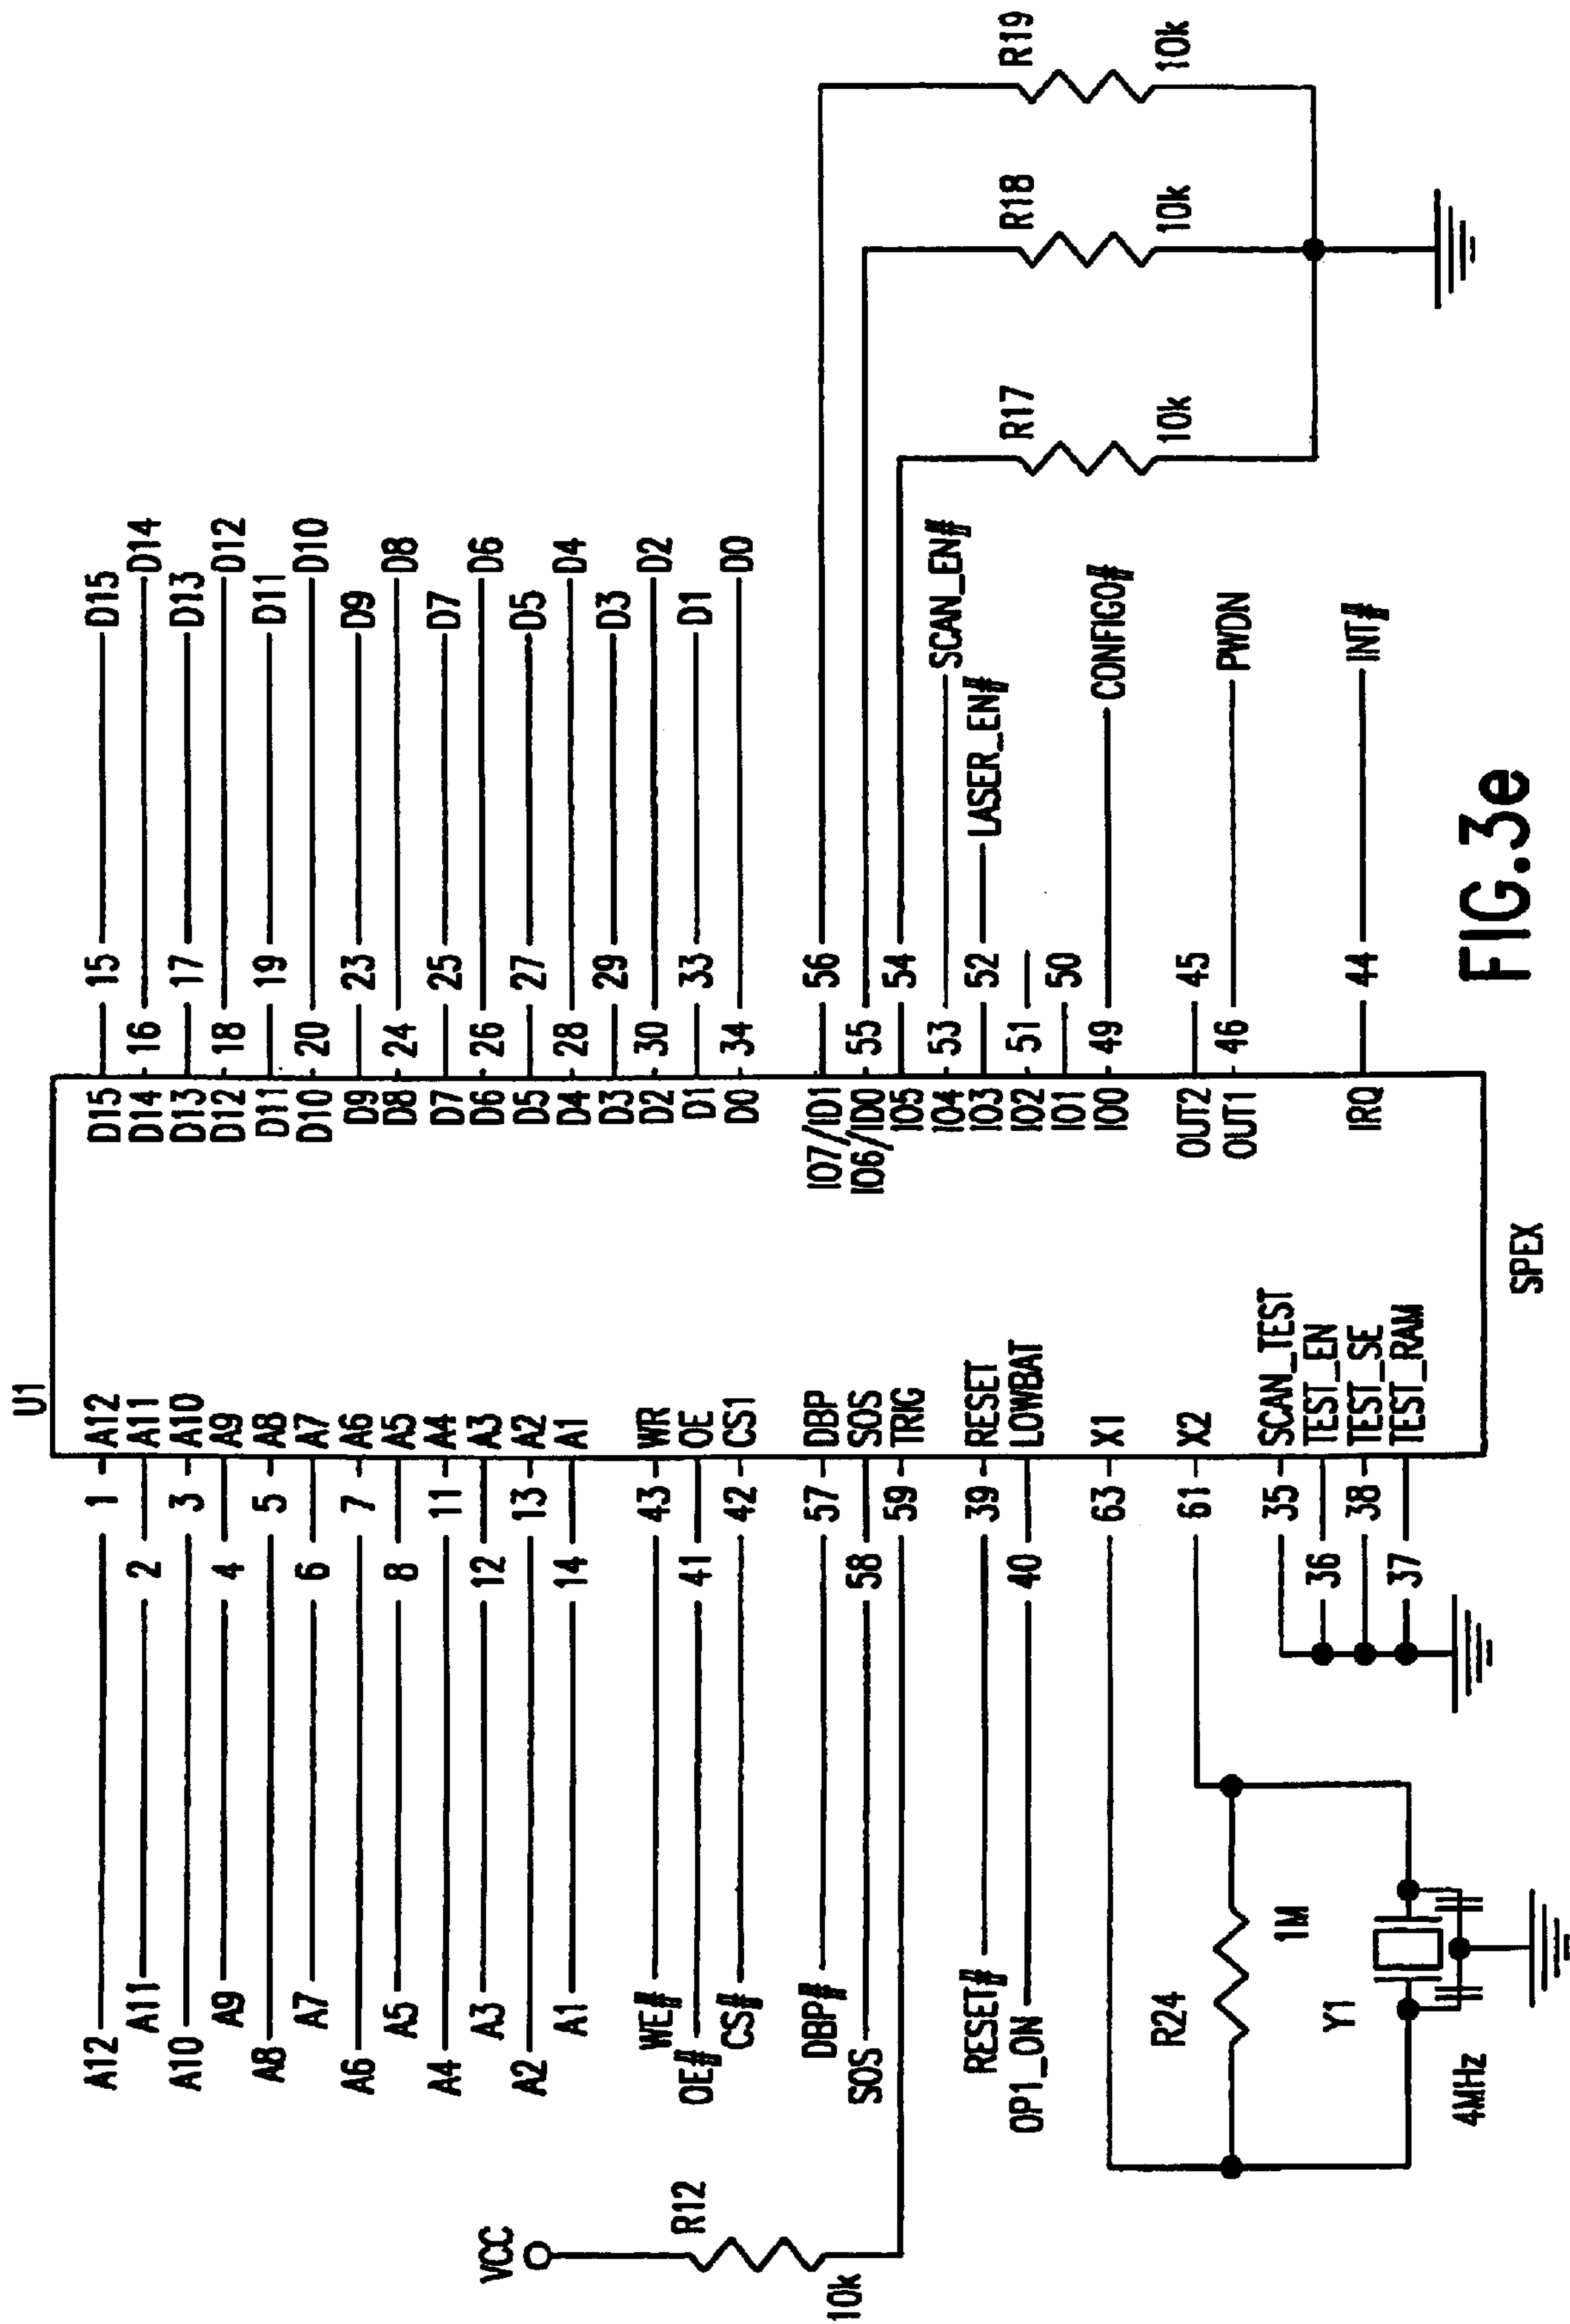 U1
A12 1 A12
A11 2 A11
A10 3 A10
A9 4 A9
A8 5 A8
A7 6 A7
A6 7 A6
A5 8 A5
A4 11 A4
A3 12 A3
A2 13 A2
A1 14 A1
WE# 43 WR
OE# 41 OE
CS# 42 CS1
DBP# 57 DBP
SOS 58 SOS
59 TRIG
VCC
R12
10k
RESET# 39 RESET
OP1_ON 40 LOWBAT
63 X1
61 X2
R24
1M
Y1
4MHz
35 SCAN_TEST
36 TEST_EN
38 TEST_SE
37 TEST_RAM
D15 15 D15
D14 16 D14
D13 17 D13
D12 18 D12
D11 19 D11
D10 20 D10
D9 23 D9
D8 24 D8
D7 25 D7
D6 26 D6
D5 27 D5
D4 28 D4
D3 29 D3
D2 30 D2
D1 33 D1
D0 34 D0
IO7/ID1 56
IO6/ID0 55
IO5 54
IO4 53 SCAN_EN#
IO3 52 LASER_EN#
IO2 51
IO1 50
IO0 49 CONFIGO#
OUT2 45
OUT1 46 PWDN
IRQ 44 INT#
R17
10k
R18
10k
R19
10k
SPEX
FIG.3e